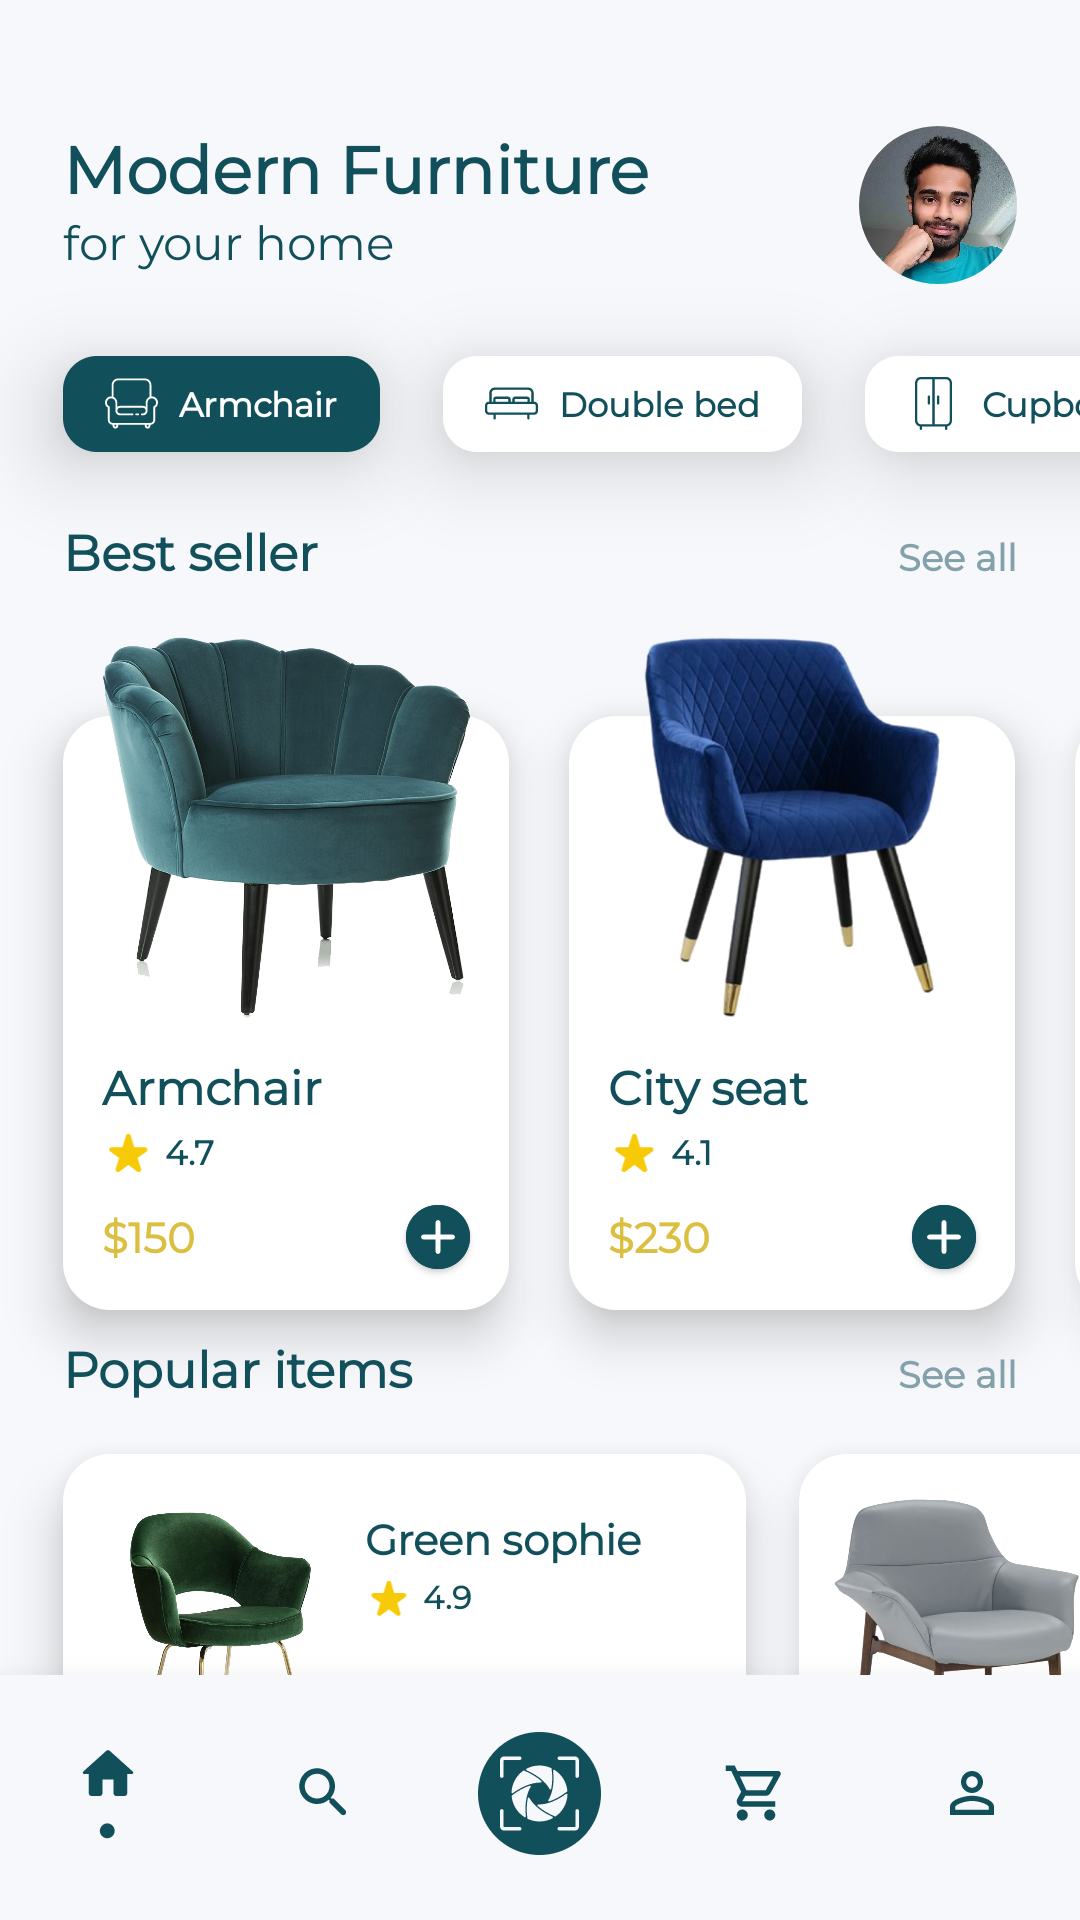 Modern Furniture
for your home
Armchair
Double bed
Best seller
See all
Armchair
4.7
$150
City seat
4.1
$230
Popular items
See all
Green sophie
4.9